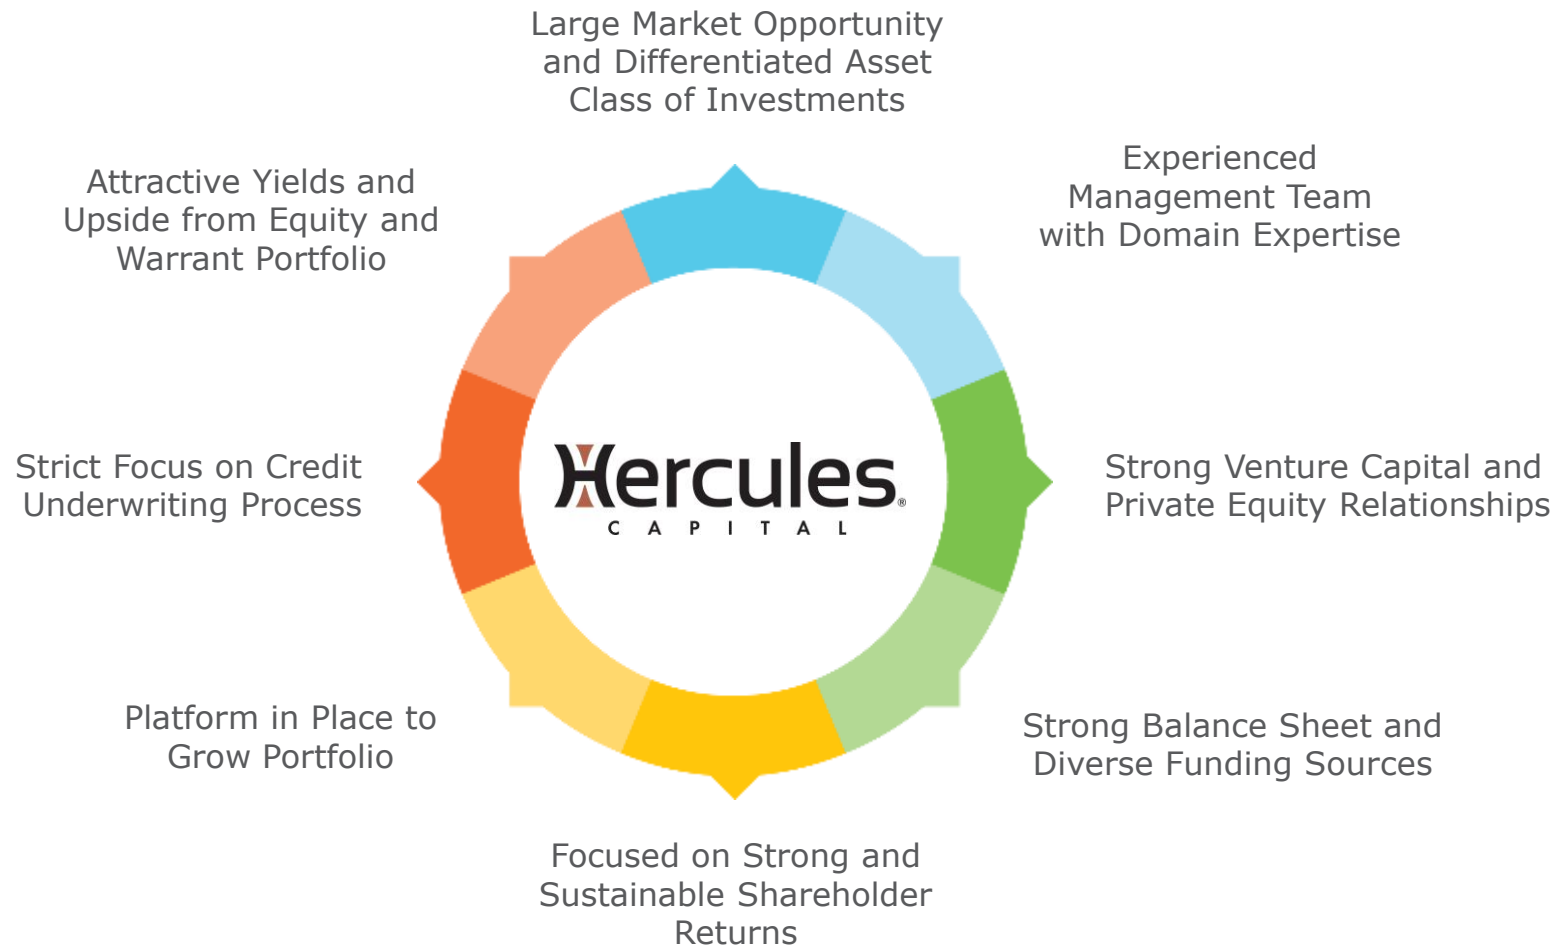 Large Market Opportunity
and Differentiated Asset
Class of Investments
Experienced
Management Team
with Domain Expertise
Attractive Yields and
Upside from Equity and
Warrant Portfolio
Strict Focus on Credit
Underwriting Process
Hercules®
CAPITAL
Strong Venture Capital and
Private Equity Relationships
Platform in Place to
Grow Portfolio
Strong Balance Sheet and
Diverse Funding Sources
Focused on Strong and
Sustainable Shareholder
Returns